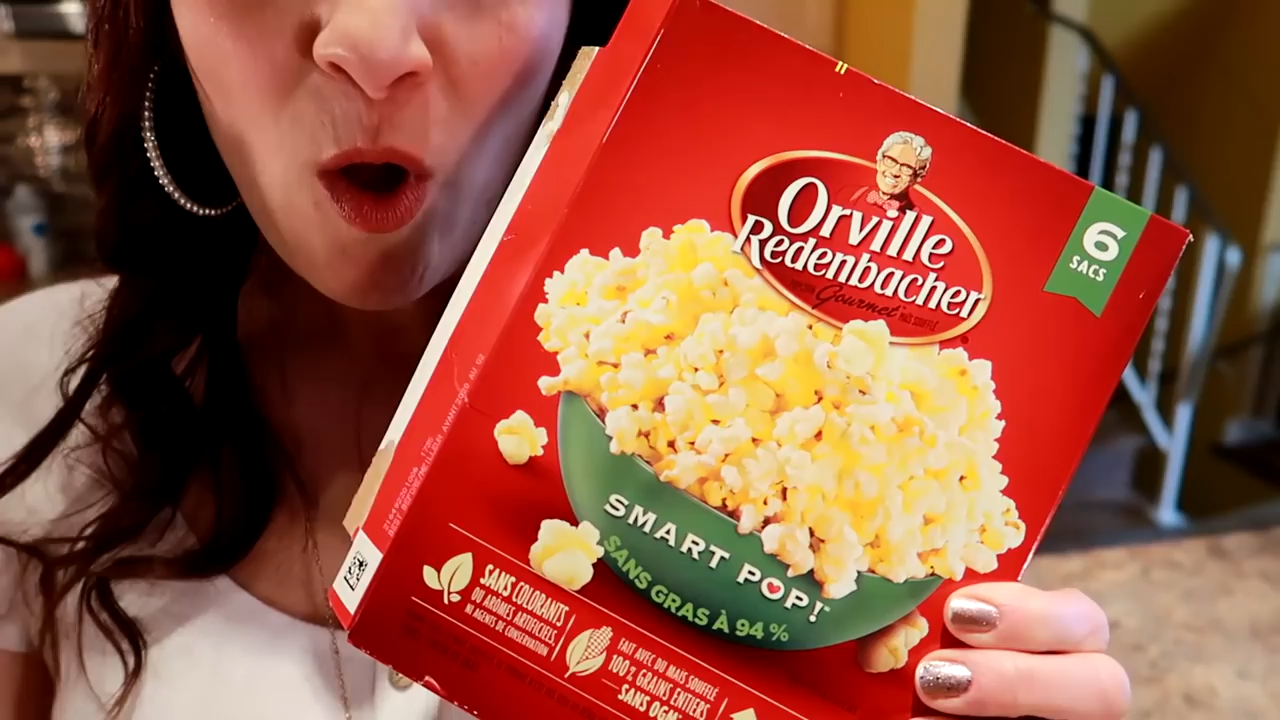 Orville
Redenbacher
Gourmet
6
SACS
SMART POP!
SANS GRAS À 94 %
SANS COLORANTS
OU ARÔMES ARTIFICIELS,
NI AGENTS DE CONSERVATION
FAIT AVEC DU MAÏS SOUFFLÉ
100% GRAINS ENTIERS
SANS OGM